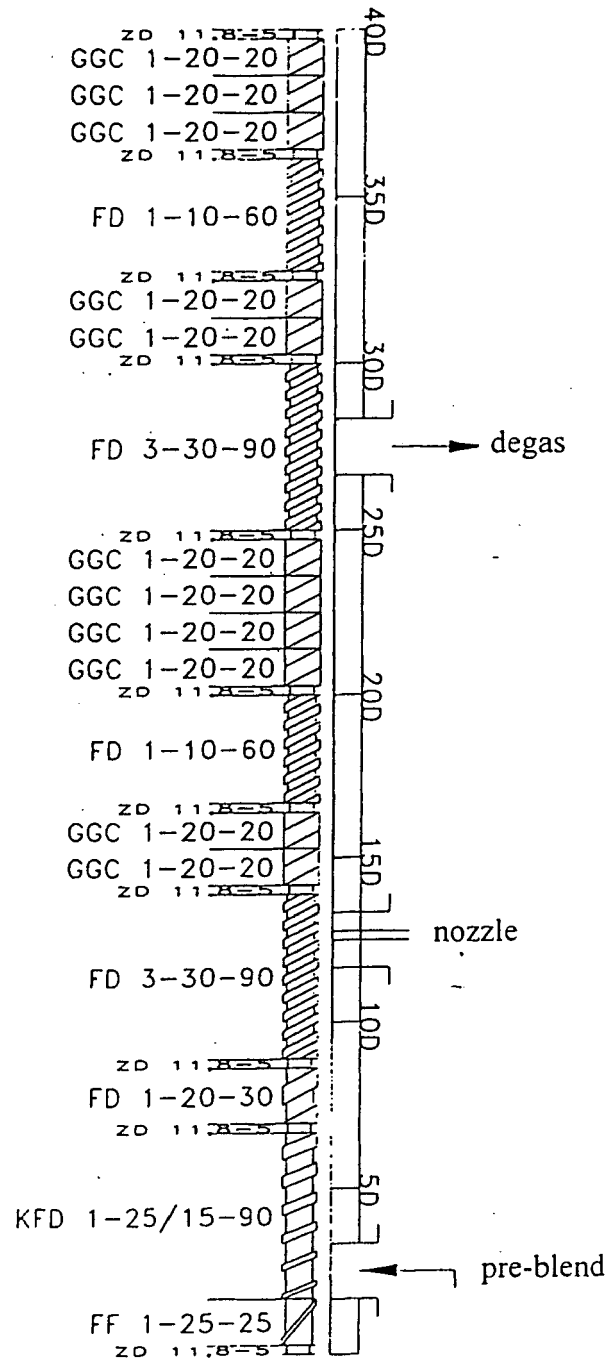 ZD 11.8-5
GGC 1-20-20
GGC 1-20-20
GGC 1-20-20
ZD 11.8-5
FD 1-10-60
ZD 11.8-5
GGC 1-20-20
GGC 1-20-20
ZD 11.8-5
FD 3-30-90
ZD 11.8-5
GGC 1-20-20
GGC 1-20-20
GGC 1-20-20
GGC 1-20-20
ZD 11.8-5
FD 1-10-60
ZD 11.8-5
GGC 1-20-20
GGC 1-20-20
ZD 11.8-5
FD 3-30-90
ZD 11.8-5
FD 1-20-30
ZD 11.8-5
KFD 1-25/15-90
FF 1-25-25
ZD 11.8-5
40D
35D
30D
degas
25D
20D
15D
nozzle
10D
5D
pre-blend